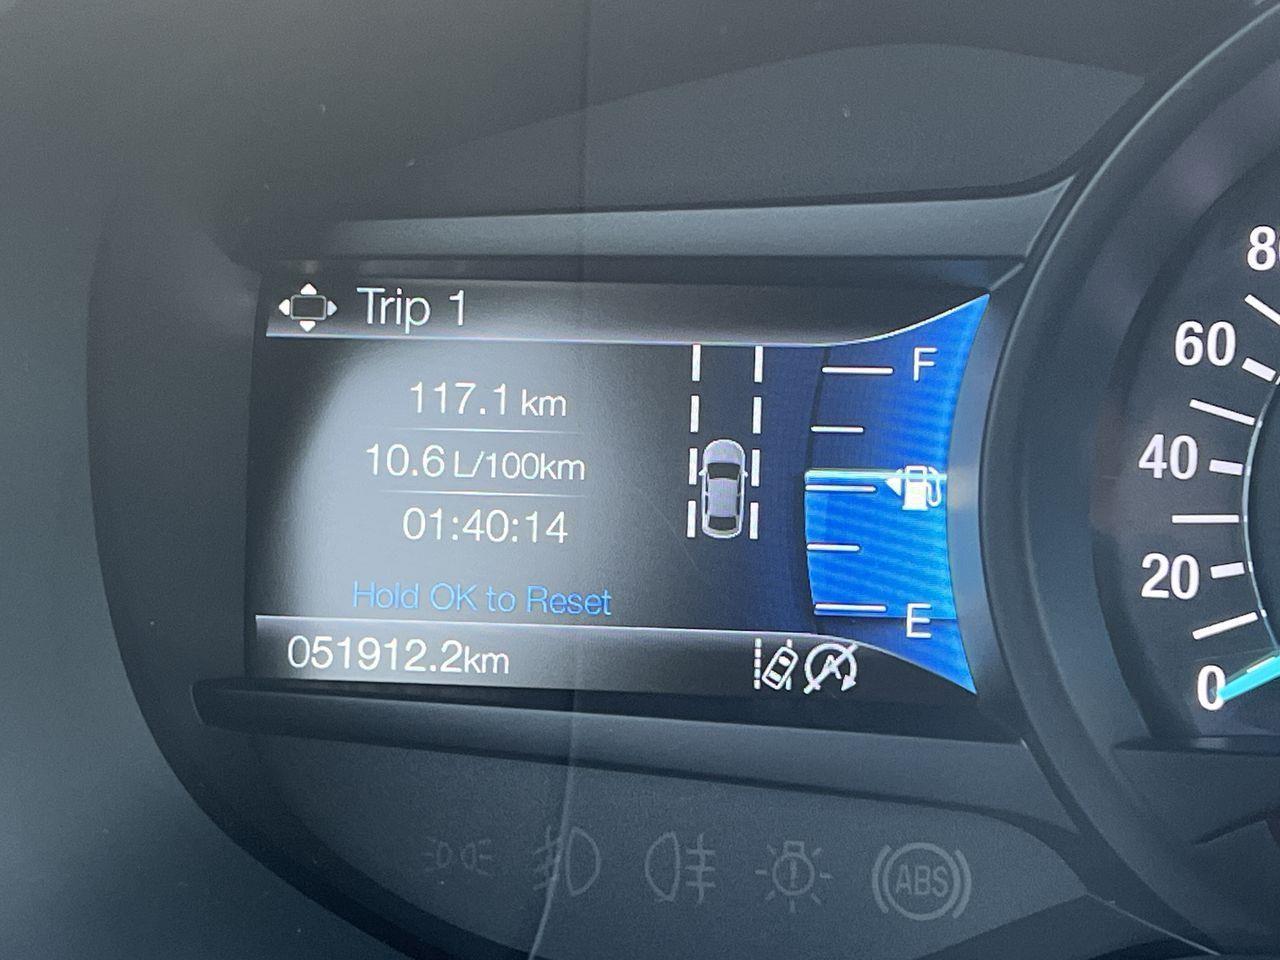 Trip 1
117.1 km
10.6 L/100km
01:40:14
Hold OK to Reset
051912.2km
F
E
A
80
60
40
20
0
ABS